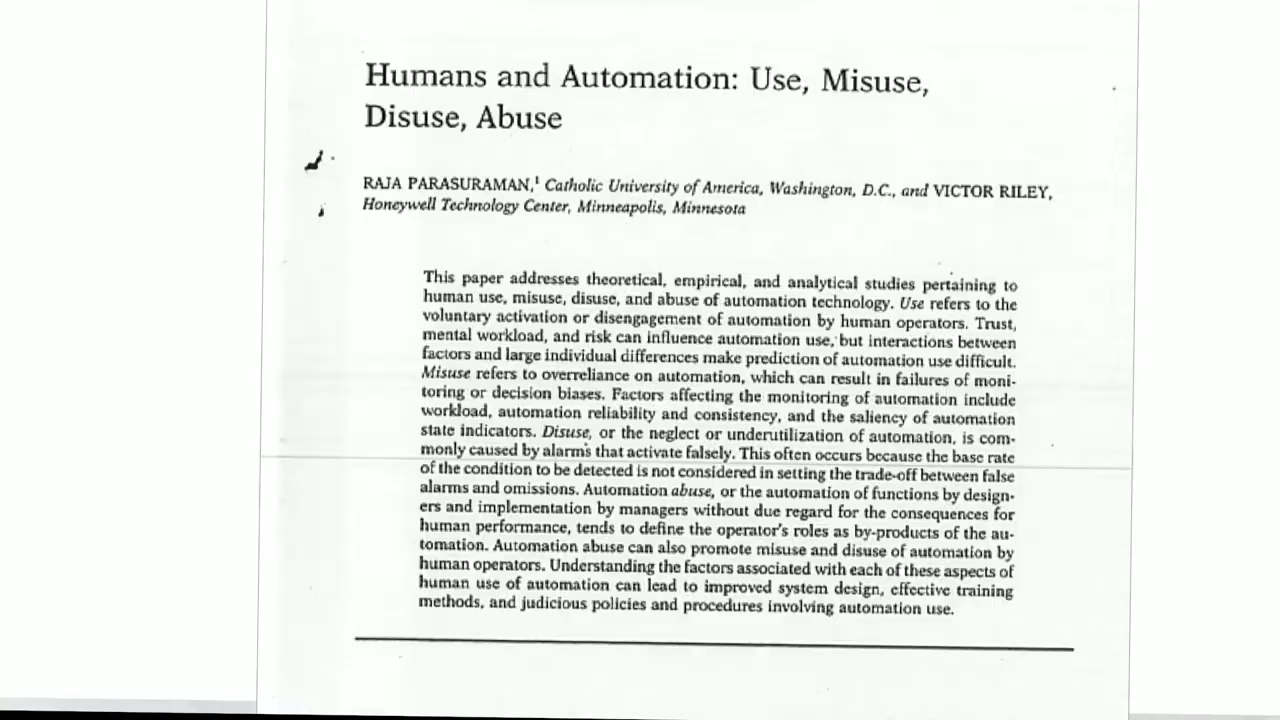 Humans and Automation: Use, Misuse,
Disuse, Abuse
RAJA PARASURAMAN,¹ Catholic University of America, Washington, D.C., and VICTOR RILEY,
Honeywell Technology Center, Minneapolis, Minnesota
This paper addresses theoretical, empirical, and analytical studies pertaining to
human use, misuse, disuse, and abuse of automation technology. Use refers to the
voluntary activation or disengagement of automation by human operators. Trust,
mental workload, and risk can influence automation use, but interactions between
factors and large individual differences make prediction of automation use difficult.
Misuse refers to overreliance on automation, which can result in failures of moni-
toring or decision biases. Factors affecting the monitoring of automation include
workload, automation reliability and consistency, and the saliency of automation
state indicators. Disuse, or the neglect or underutilization of automation, is com-
monly caused by alarms that activate falsely. This often occurs because the base rate
of the condition to be detected is not considered in setting the trade-off between false
alarms and omissions. Automation abuse, or the automation of functions by design-
ers and implementation by managers without due regard for the consequences for
human performance, tends to define the operator's roles as by-products of the au-
tomation. Automation abuse can also promote misuse and disuse of automation by
human operators. Understanding the factors associated with each of these aspects of
human use of automation can lead to improved system design, effective training
methods, and judicious policies and procedures involving automation use.